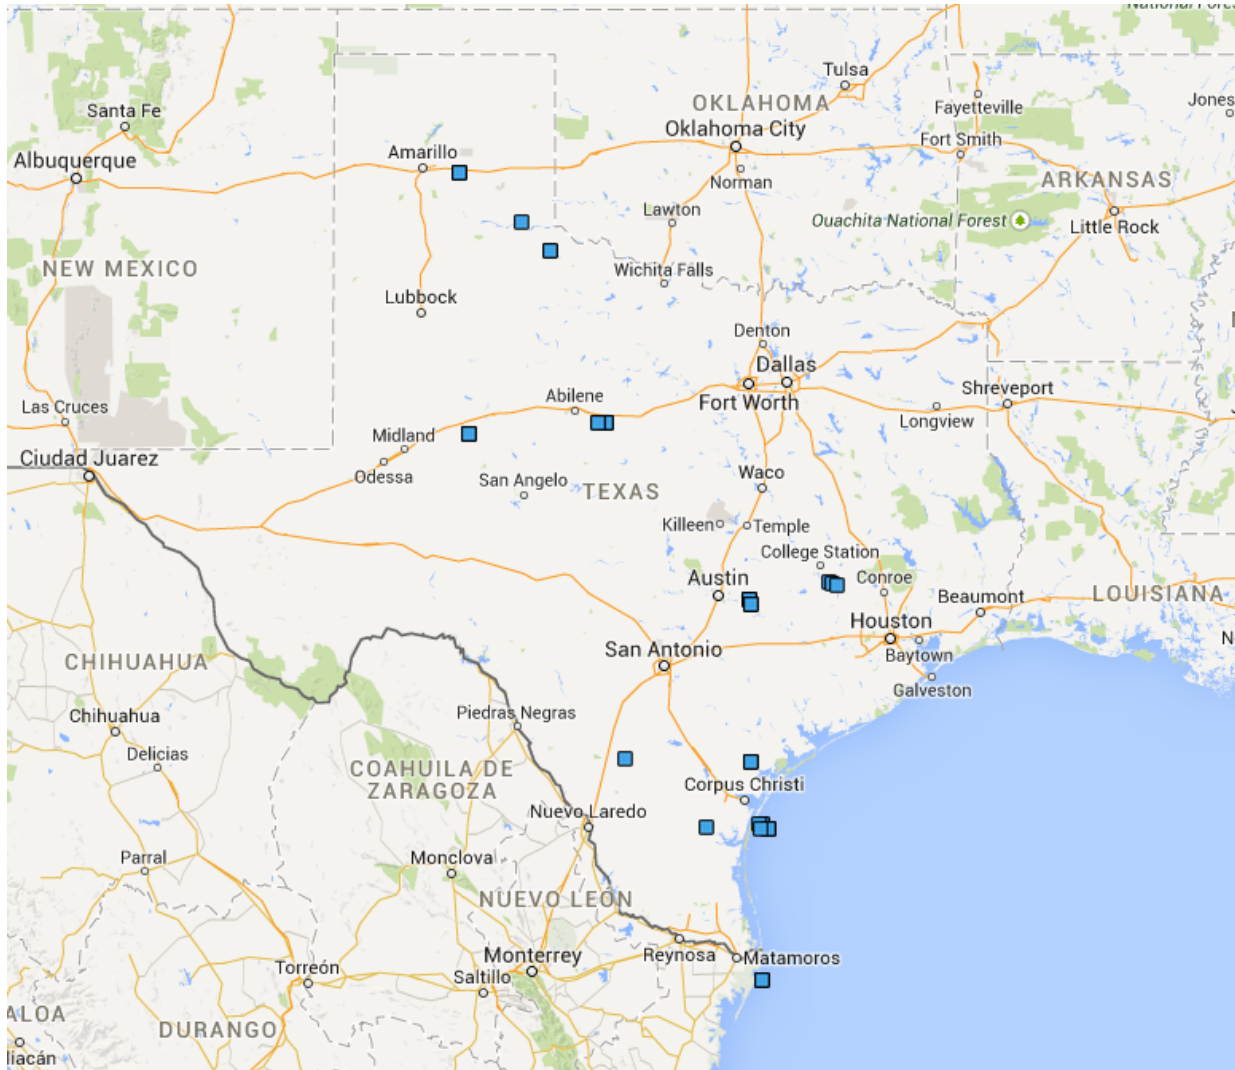 National Fores
Tulsa
Santa Fe
OKLAHOMA
Fayetteville
Jones
Oklahoma City
Albuquerque
Amarillo
Fort Smith
Norman
ARKANSAS
Lawton
Ouachita National Forest
Little Rock
NEW MEXICO
Wichita Falls
Lubbock
Denton
Dallas
Shreveport
Abilene
Fort Worth
Las Cruces
Longview
Midland
Ciudad Juarez
Odessa
San Angelo
TEXAS
Waco
Killeen
Temple
College Station
Austin
Conroe
Beaumont
LOUISIANA
Houston
San Antonio
Baytown
CHIHUAHUA
Galveston
Piedras Negras
Chihuahua
Delicias
COAHUILA DE
ZARAGOZA
Corpus Christi
Nuevo Laredo
Parral
Monclova
NUEVO LEÓN
Reynosa
Matamoros
Monterrey
Torreón
Saltillo
ALOA
DURANGO
liacán